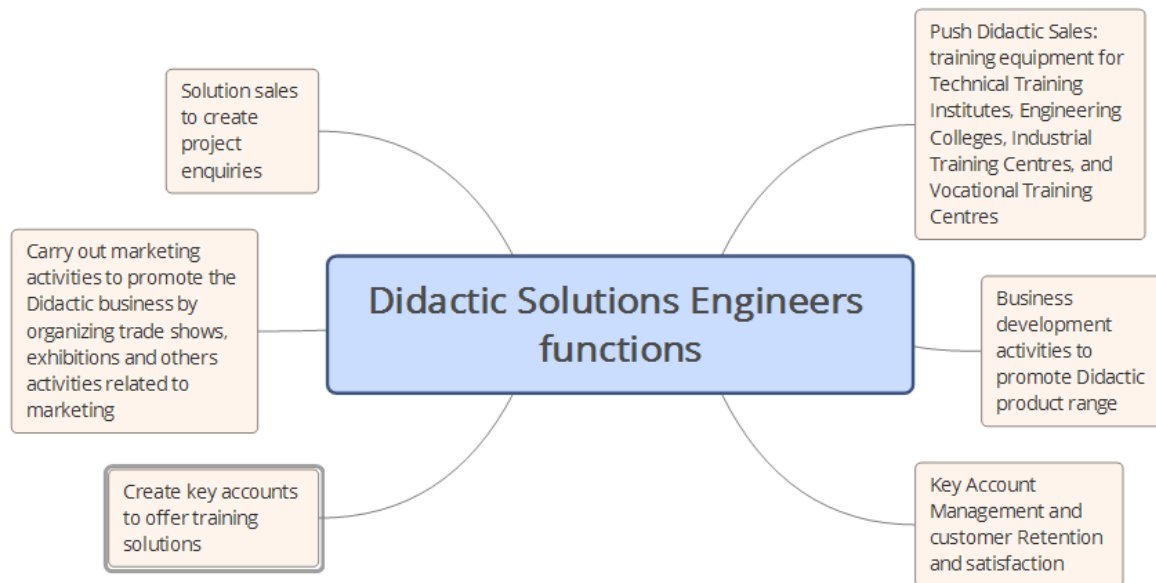 Didactic Solutions Engineers
functions
Push Didactic Sales:
training equipment for
Technical Training
Institutes, Engineering
Colleges, Industrial
Training Centres, and
Vocational Training
Centres
Business
development
activities to
promote Didactic
product range
Key Account
Management and
customer Retention
and satisfaction
Solution sales
to create
project
enquiries
Carry out marketing
activities to promote the
Didactic business by
organizing trade shows,
exhibitions and others
activities related to
marketing
Create key accounts
to offer training
solutions